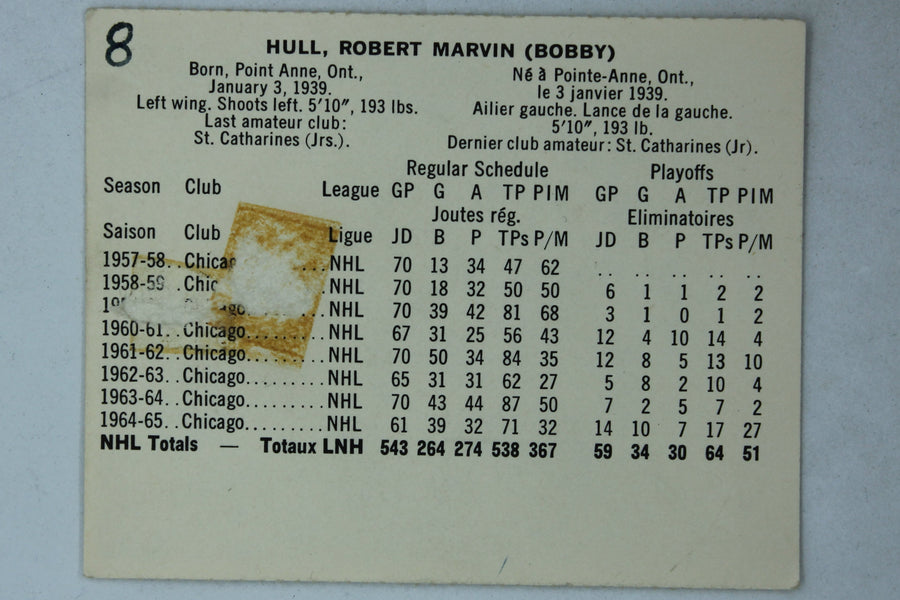 8
HULL, ROBERT MARVIN (BOBBY)
Born, Point Anne, Ont.,
January 3, 1939.
Left wing. Shoots left. 5'10", 193 lbs.
Last amateur club:
St. Catharines (Jrs.).
Né à Pointe-Anne, Ont.,
le 3 janvier 1939.
Ailier gauche. Lance de la gauche.
5'10", 193 lb.
Dernier club amateur: St. Catharines (Jr).
Regular Schedule Playoffs
Season Club League GP G A TP PIM GP G A TP PIM
Joutes rég. Eliminatoires
Saison Club Ligue JD B P TPs P/M JD B P TPs P/M
1957-58. . Chicag ....NHL 70 13 34 47 62 .. .. .. .. ..
1958-59 Chic NHL 70 18 32 50 50 6 1 1 2 2
NHL 70 39 42 81 68 3 1 0 1 2
1960-61. . Chicago.........NHL 67 31 25 56 43 12 4 10 14 4
1961-62. . Chicago.........NHL 70 50 34 84 35 12 8 5 13 10
1962-63. . Chicago.........NHL 65 31 31 62 27 5 8 2 10 4
1963-64. . Chicago.........NHL 70 43 44 87 50 7 2 5 7 2
1964-65. . Chicago.........NHL 61 39 32 71 32 14 10 7 17 27
NHL Totals — Totaux LNH 543 264 274 538 367 59 34 30 64 51